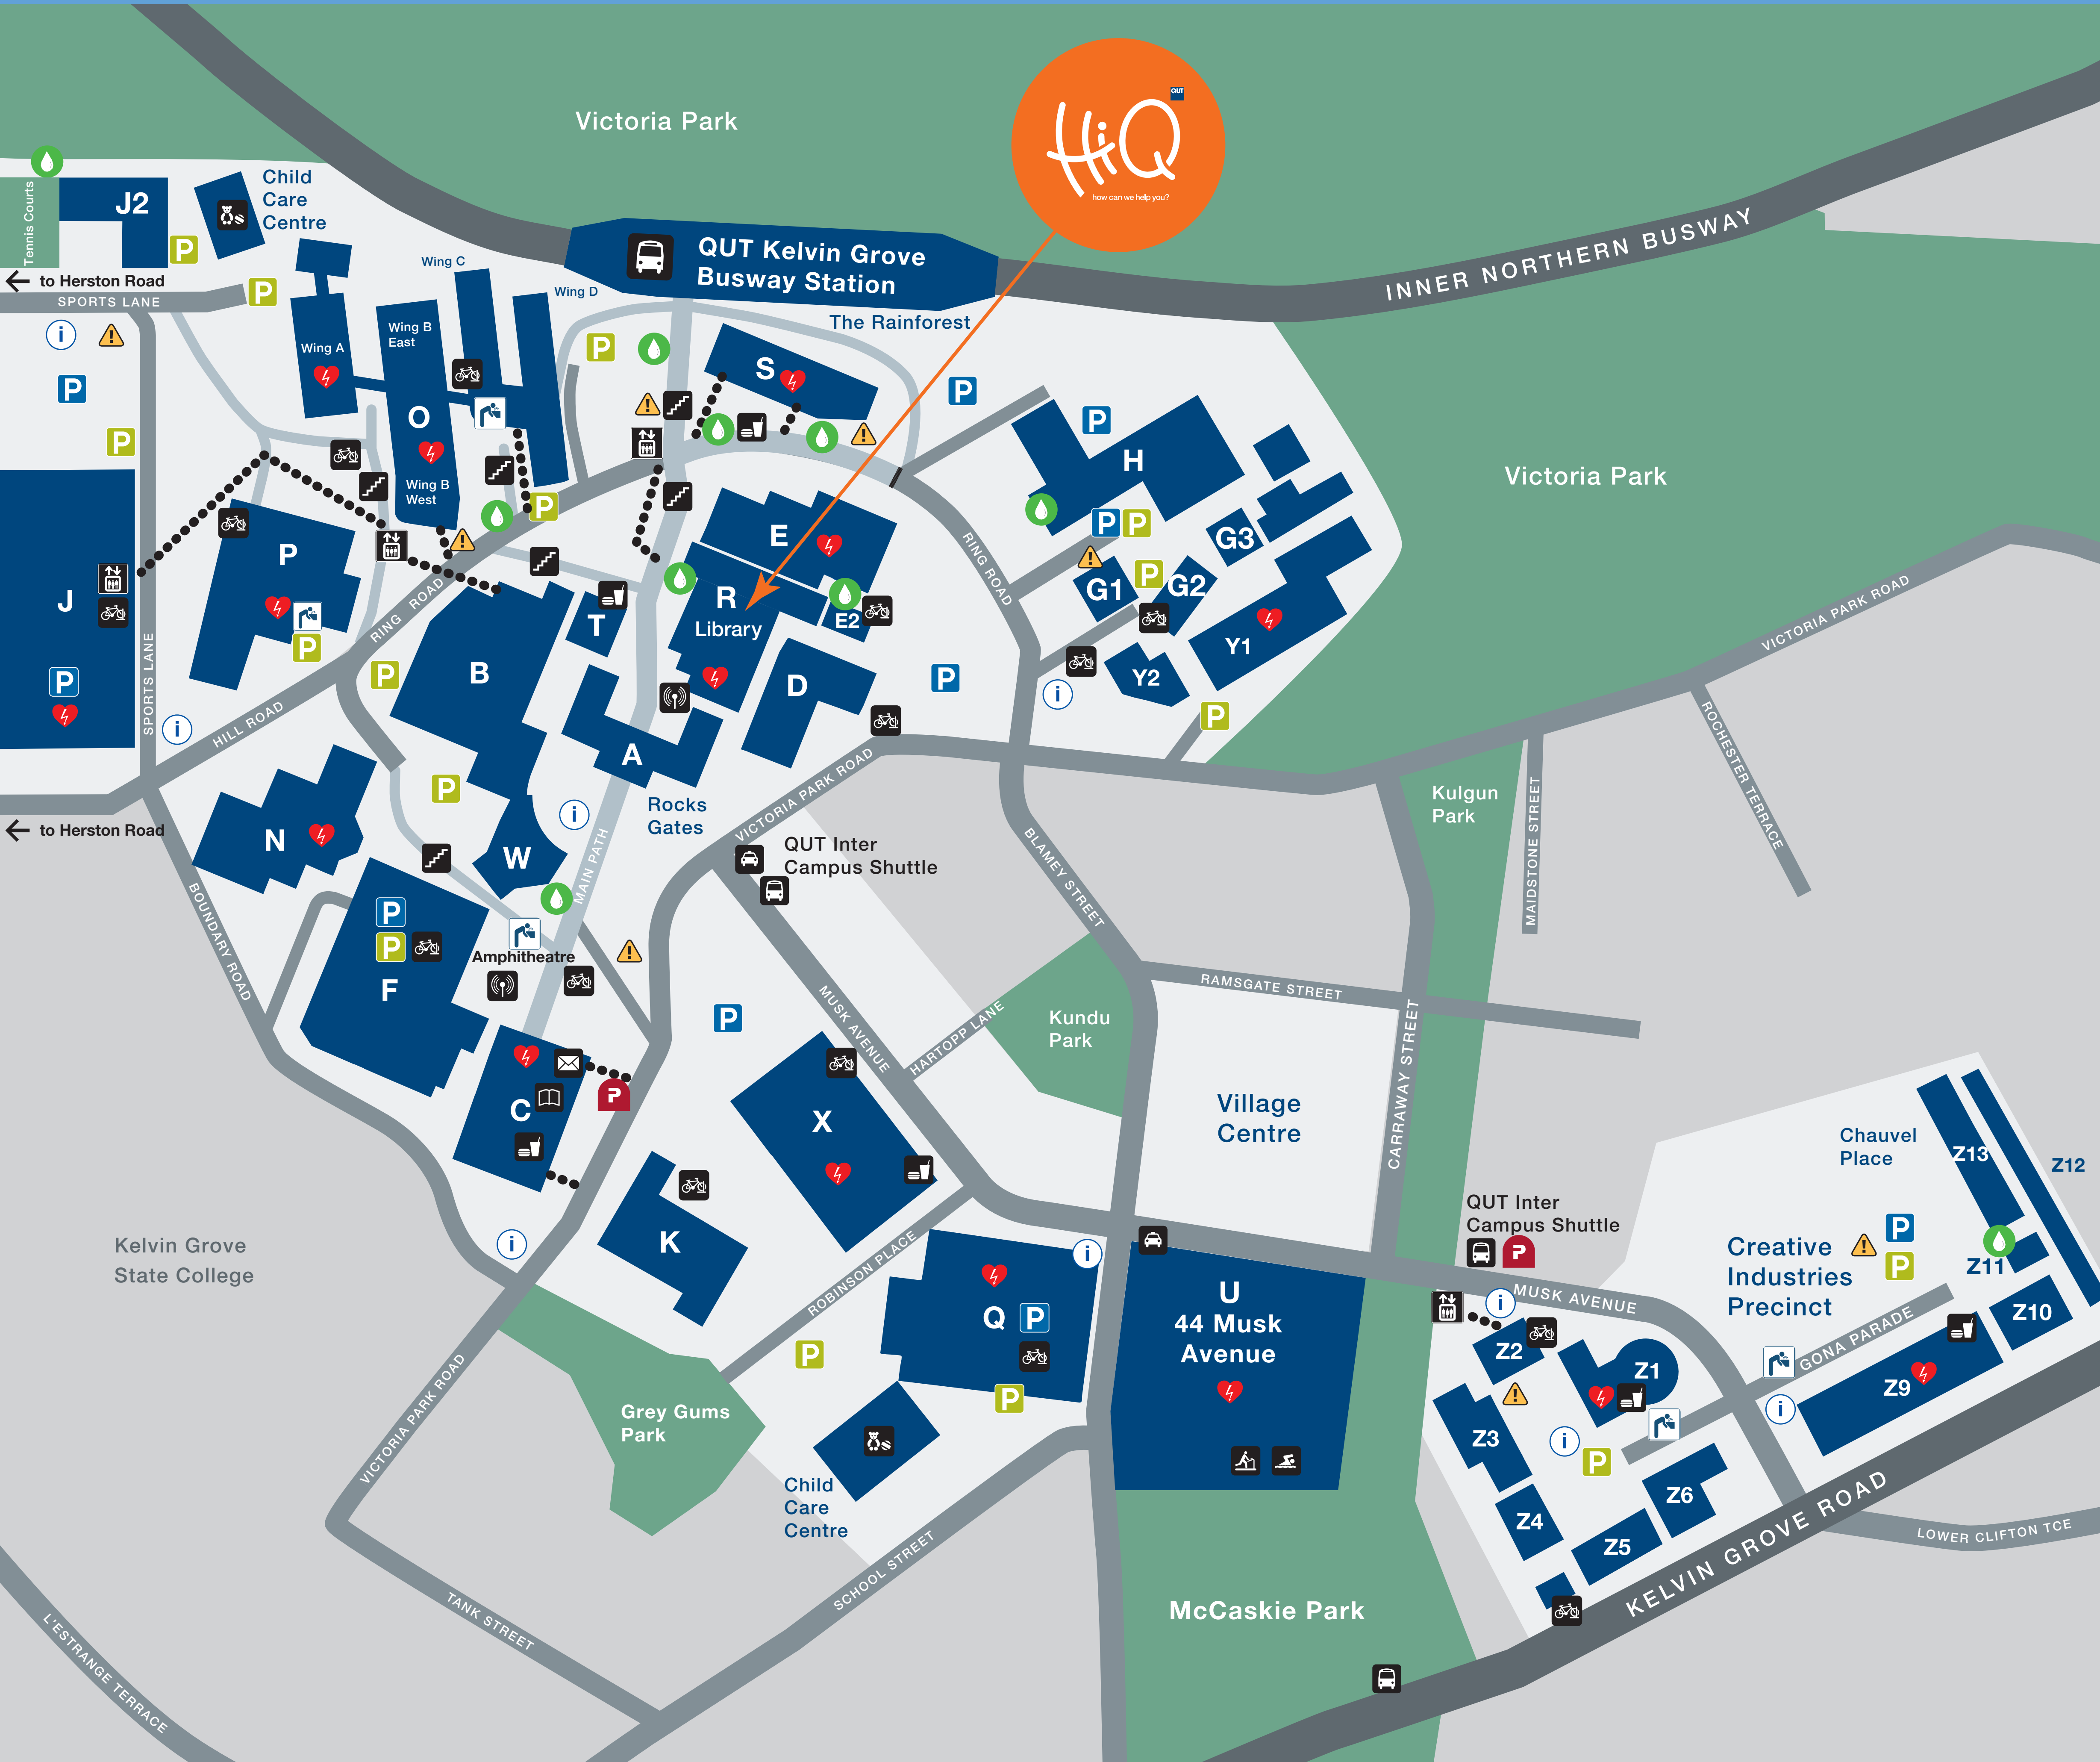 Victoria Park
QUT
HiQ
how can we help you?
Tennis Courts
J2
Child
Care
Centre
P
to Herston Road
SPORTS LANE
P
i
!
P
P
J
P
SPORTS LANE
i
HILL ROAD
to Herston Road
Wing A
Wing B
East
Wing C
Wing D
O
Wing B
West
P
P
P
P
RING ROAD
P
QUT Kelvin Grove
Busway Station
INNER NORTHERN BUSWAY
The Rainforest
P
!
S
!
P
P
H
P P
!
G1
P
G2
G3
Y1
Y2
i
P
RING ROAD
Victoria Park
VICTORIA PARK ROAD
ROCHESTER TERRACE
MAIDSTONE STREET
Kulgun
Park
!
B
T
E
R
Library
E2
D
P
A
Rocks
Gates
VICTORIA PARK ROAD
N
P
i
W
MAIN PATH
QUT Inter
Campus Shuttle
BOUNDARY ROAD
P
P
F
Amphitheatre
!
C
P
P
MUSK AVENUE
HARTOPP LANE
BLAMEY STREET
Kundu
Park
RAMSGATE STREET
CARRAWAY STREET
Village
Centre
X
K
i
ROBINSON PLACE
Kelvin Grove
State College
VICTORIA PARK ROAD
Grey Gums
Park
P
Q
P
i
P
Child
Care
Centre
U
44 Musk
Avenue
QUT Inter
Campus Shuttle
P
MUSK AVENUE
i
Z2
!
Z1
Z3
i
P
Z4
Z5
Z6
Chauvel
Place
Z13
Z12
Creative
Industries
Precinct
!
P
P
Z11
Z10
GONA PARADE
Z9
i
KELVIN GROVE ROAD
LOWER CLIFTON TCE
McCaskie Park
SCHOOL STREET
TANK STREET
L'ESTRANGE TERRACE